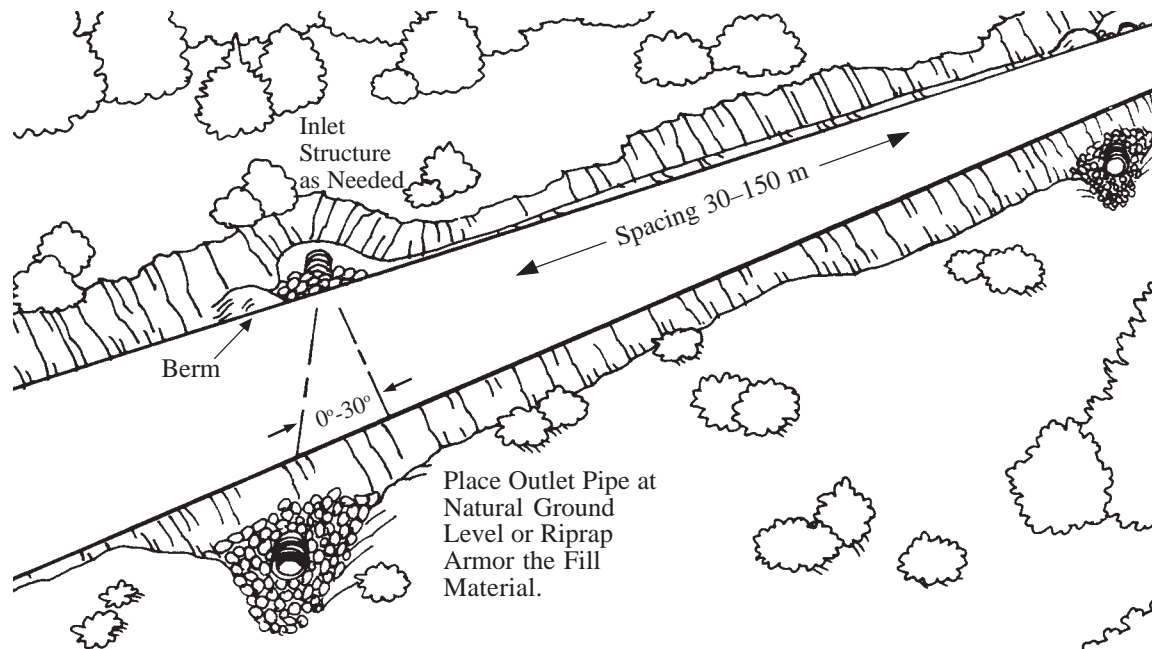 Inlet
Structure
as Needed
Spacing 30–150 m
Berm
0º-30º
Place Outlet Pipe at
Natural Ground
Level or Riprap
Armor the Fill
Material.